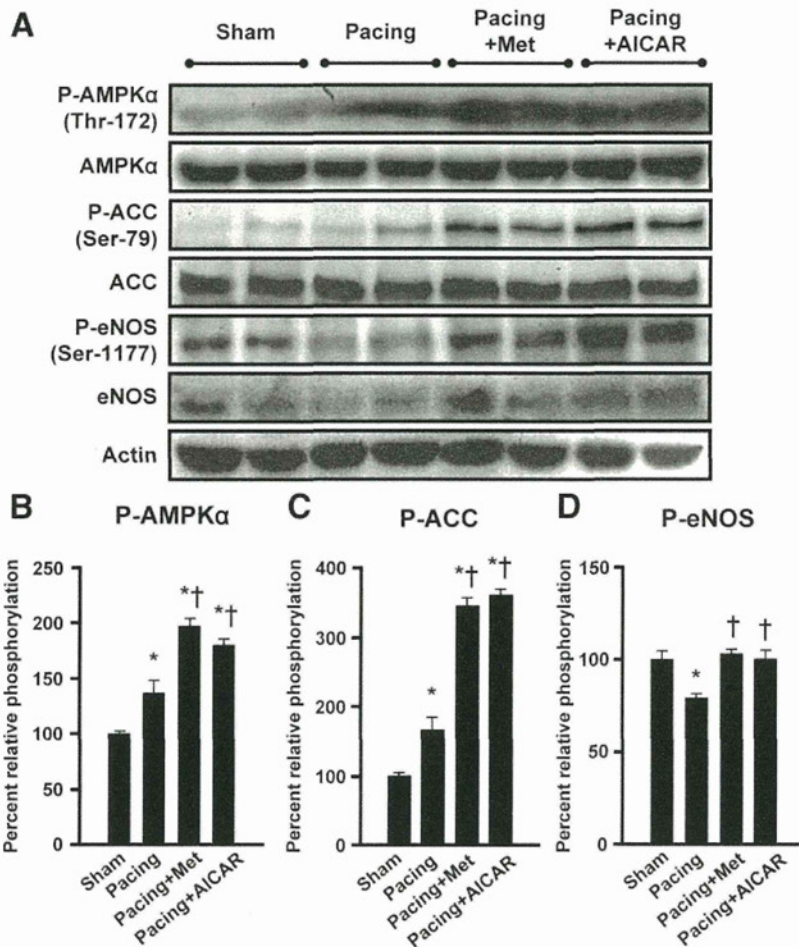 A
Sham
Pacing
Pacing
+Met
Pacing
+AICAR
P-AMPKα
(Thr-172)
AMPKα
P-ACC
(Ser-79)
ACC
P-eNOS
(Ser-1177)
eNOS
Actin
B
P-AMPKα
Percent relative phosphorylation
250
200
150
100
50
0
*
*†
*†
Sham
Pacing
Pacing+Met
Pacing+AICAR
C
P-ACC
Percent relative phosphorylation
400
300
200
100
0
*
*†
*†
Sham
Pacing
Pacing+Met
Pacing+AICAR
D
P-eNOS
Percent relative phosphorylation
150
100
50
0
*
†
†
Sham
Pacing
Pacing+Met
Pacing+AICAR